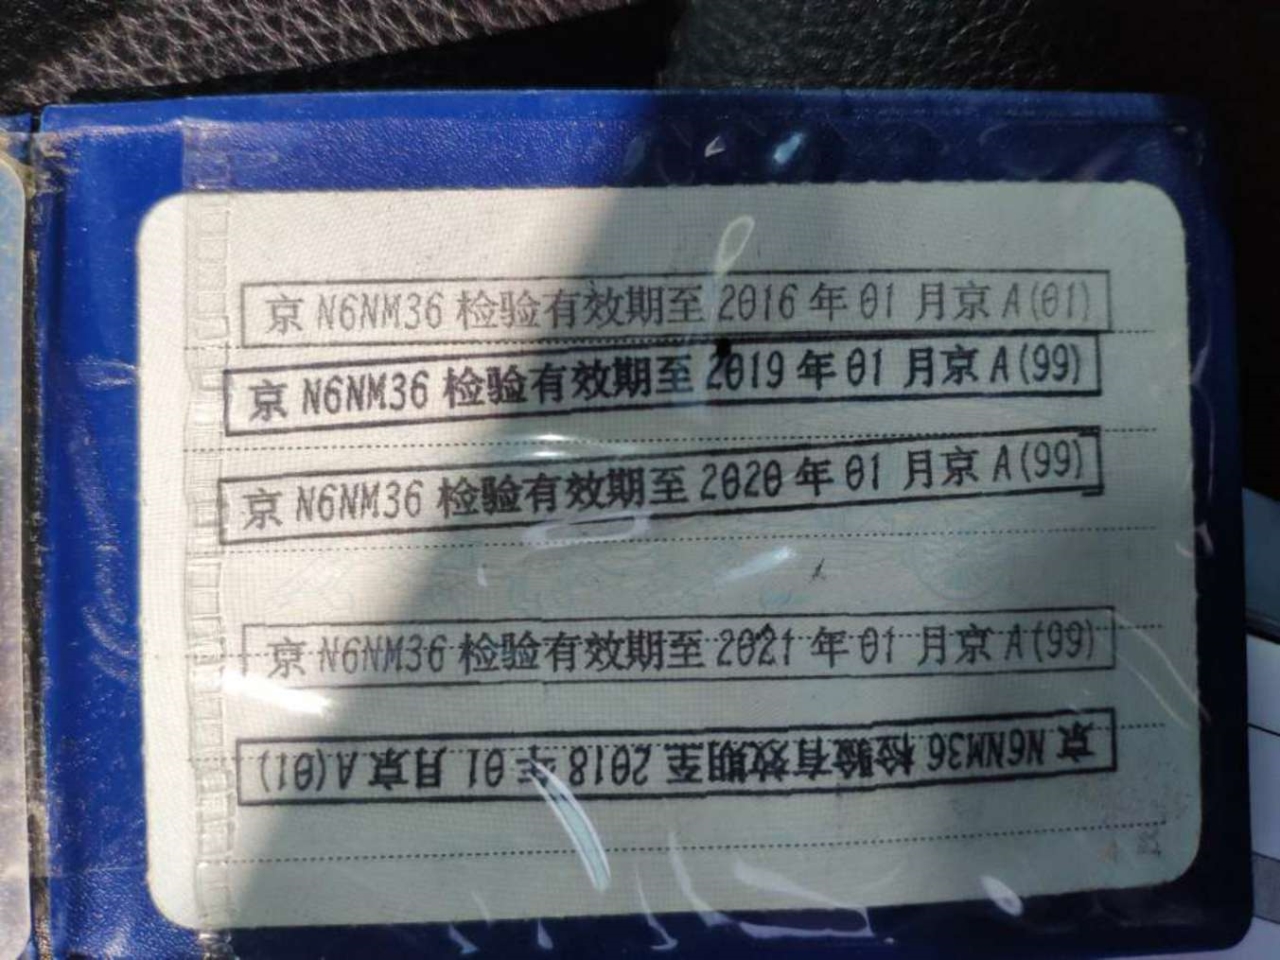 京 N6NM36 检验有效期至 2016 年 01 月京 A(01)
京 N6NM36 检验有效期至 2019 年 01 月京 A(99)
京 N6NM36 检验有效期至 2020 年 01 月京 A(99)
京 N6NM36 检验有效期至 2021 年 01 月京 A(99)
京 N6NM36 检验有效期至 2018 年 01 月京 A(01)